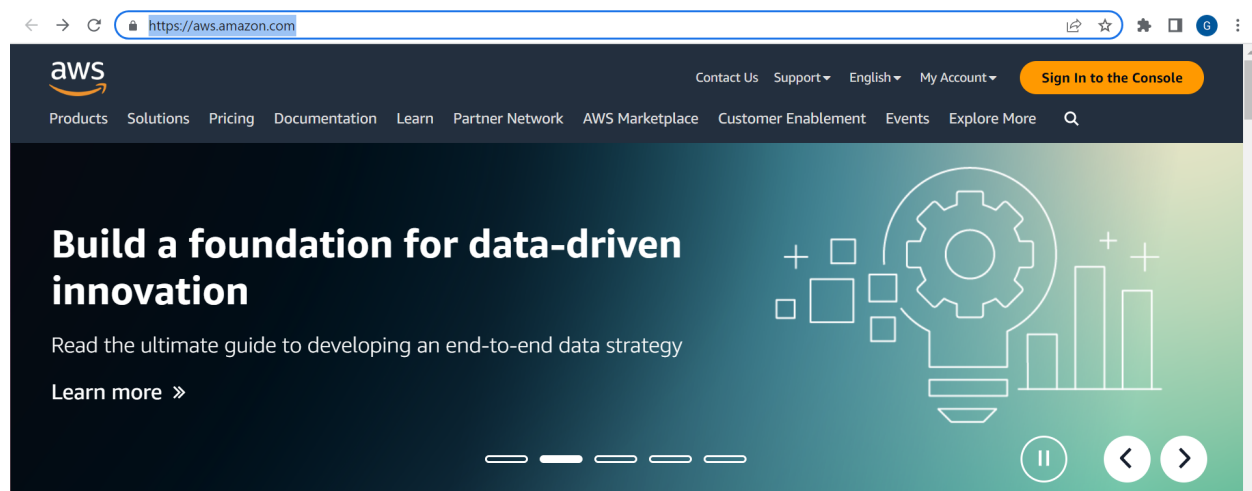 https://aws.amazon.com
G
aws
Contact Us Support English My Account Sign In to the Console
Products Solutions Pricing Documentation Learn Partner Network AWS Marketplace Customer Enablement Events Explore More
Build a foundation for data-driven
innovation
Read the ultimate guide to developing an end-to-end data strategy
Learn more »